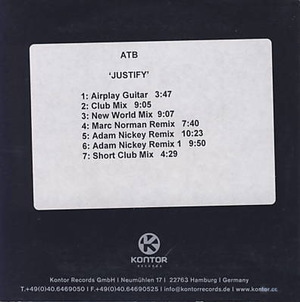 ATB
'JUSTIFY'
1: Airplay Guitar 3:47
2: Club Mix 9:05
3: New World Mix 9:07
4: Marc Norman Remix 7:40
5: Adam Nickey Remix 10:23
6: Adam Nickey Remix 1 9:50
7: Short Club Mix 4:29
KONTOR
RECORDS
Kontor Records GmbH | Neumühlen 17 | 22763 Hamburg | Germany
T.+49(0)40.6469050 | F.+49(0)40.64690525 | info@kontorrecords.de | www.kontor.cc